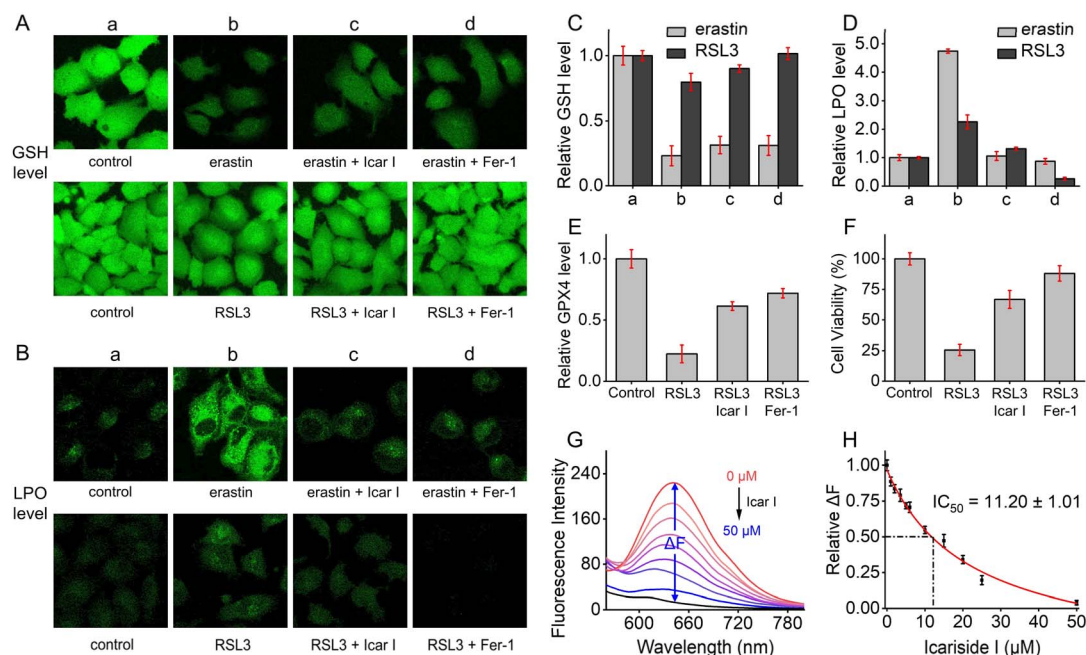 A
a
b
c
d
GSH
level
control
erastin
erastin + Icar I
erastin + Fer-1
control
RSL3
RSL3 + Icar I
RSL3 + Fer-1
B
a
b
c
d
LPO
level
control
erastin
erastin + Icar I
erastin + Fer-1
control
RSL3
RSL3 + Icar I
RSL3 + Fer-1
C
erastin
RSL3
Relative GSH level
1.0
0.5
0.0
a
b
c
d
D
erastin
RSL3
Relative LPO level
5.0
4.0
3.0
2.0
1.0
0
a
b
c
d
E
Relative GPX4 level
1.0
0.5
0.0
Control
RSL3
RSL3
Icar I
RSL3
Fer-1
F
Cell Viability (%)
100
75
50
25
0
Control
RSL3
RSL3
Icar I
RSL3
Fer-1
G
Fluorescence Intensity
240
160
80
0
0 μM
Icar I
50 μM
ΔF
600
660
720
780
Wavelength (nm)
H
Relative ΔF
1.00
0.75
0.50
0.25
0.00
IC50 = 11.20 ± 1.01
0
10
20
30
40
50
Icariside I (μM)